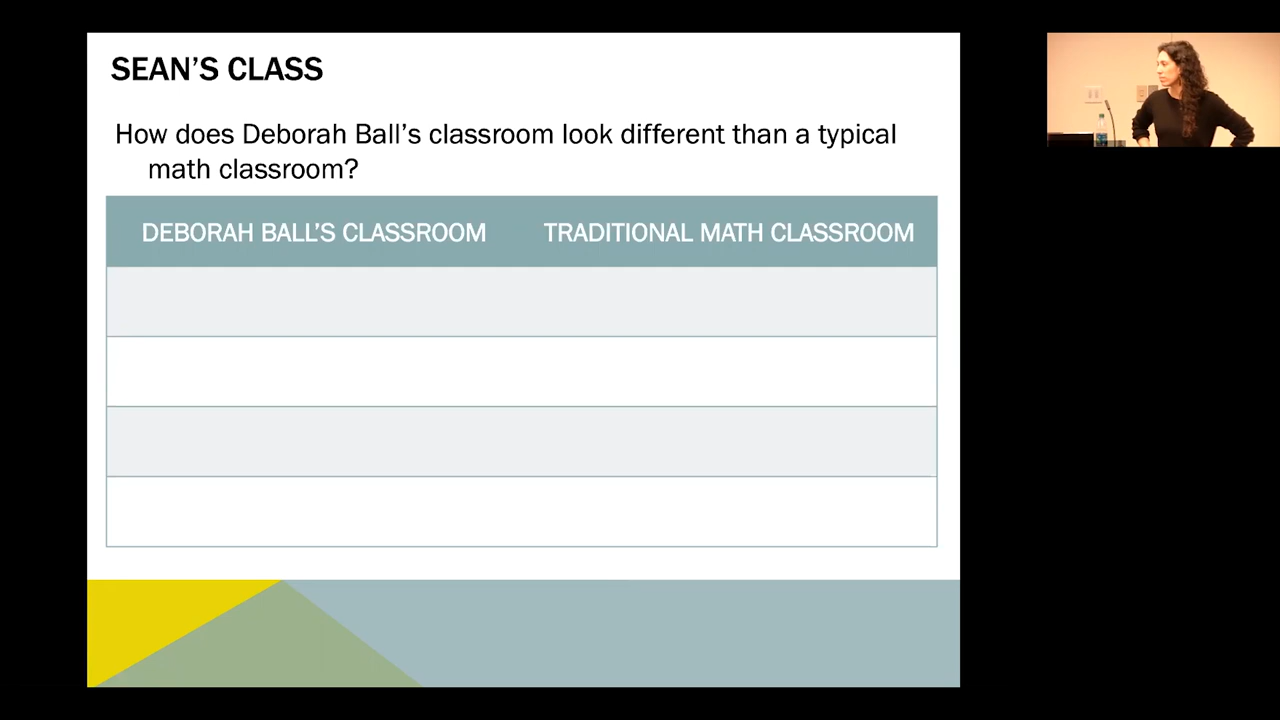 SEAN’S CLASS
How does Deborah Ball’s classroom look different than a typical
math classroom?
DEBORAH BALL’S CLASSROOM TRADITIONAL MATH CLASSROOM